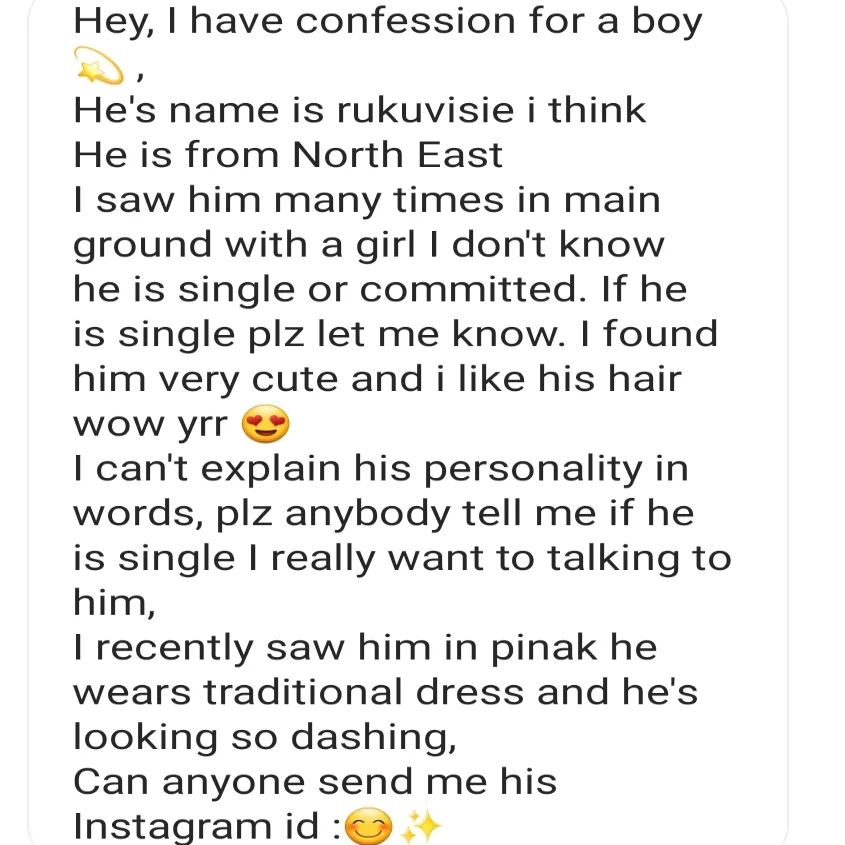 Hey, I have confession for a boy
💫 ,
He's name is rukuvisie i think
He is from North East
I saw him many times in main
ground with a girl I don't know
he is single or committed. If he
is single plz let me know. I found
him very cute and i like his hair
wow yrr 😍
I can't explain his personality in
words, plz anybody tell me if he
is single I really want to talking to
him,
I recently saw him in pinak he
wears traditional dress and he's
looking so dashing,
Can anyone send me his
Instagram id :😊✨